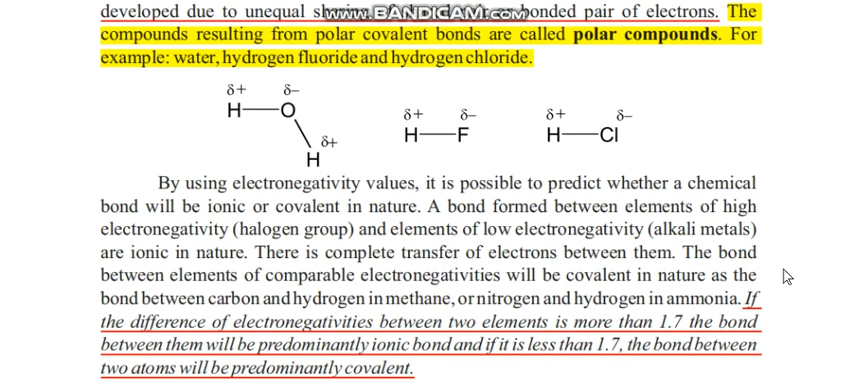 developed due to unequal sharing bonded pair of electrons. The
www.BANDICAM.com
compounds resulting from polar covalent bonds are called polar compounds. For
example: water, hydrogen fluoride and hydrogen chloride.
δ+ δ–
H—O
δ+
H
δ+ δ–
H—F
δ+ δ–
H—Cl
By using electronegativity values, it is possible to predict whether a chemical
bond will be ionic or covalent in nature. A bond formed between elements of high
electronegativity (halogen group) and elements of low electronegativity (alkali metals)
are ionic in nature. There is complete transfer of electrons between them. The bond
between elements of comparable electronegativities will be covalent in nature as the
bond between carbon and hydrogen in methane, or nitrogen and hydrogen in ammonia. If
the difference of electronegativities between two elements is more than 1.7 the bond
between them will be predominantly ionic bond and if it is less than 1.7, the bond between
two atoms will be predominantly covalent.